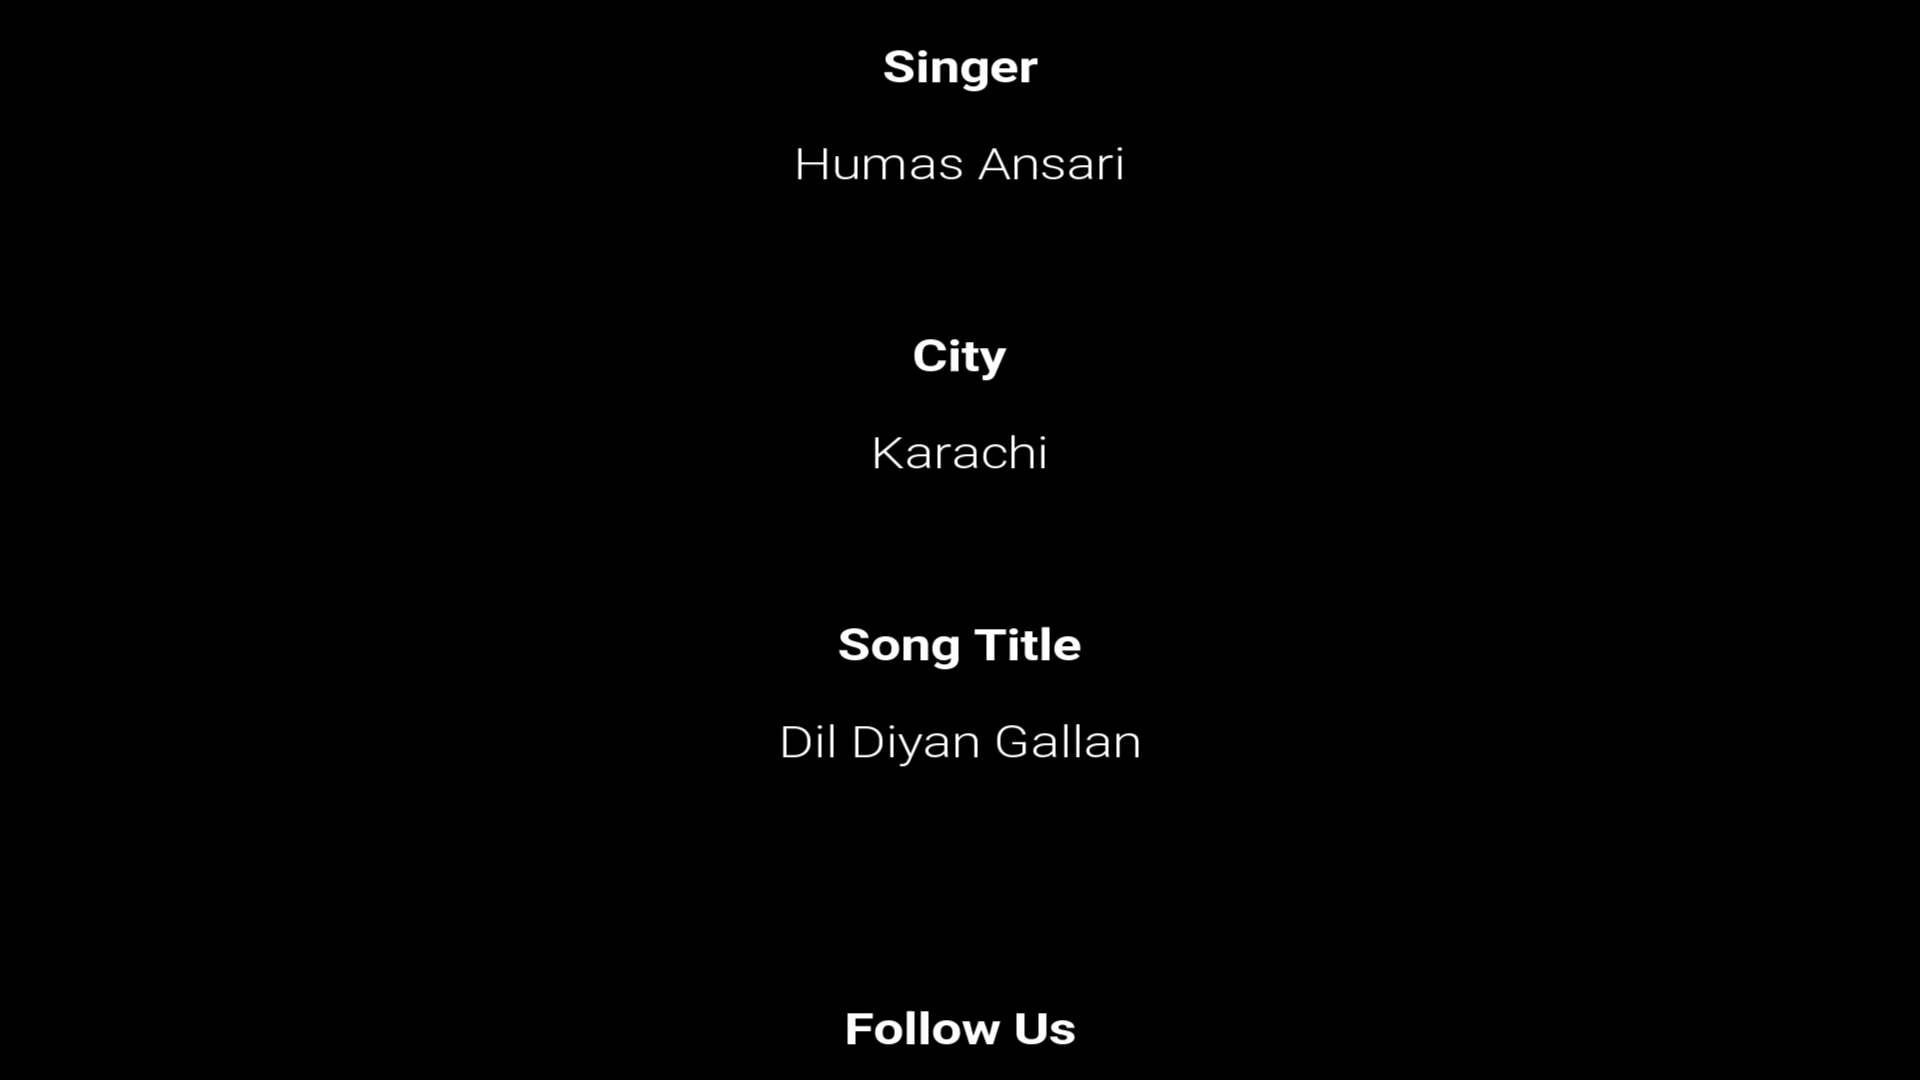 Singer
Humas Ansari
City
Karachi
Song Title
Dil Diyan Gallan
Follow Us